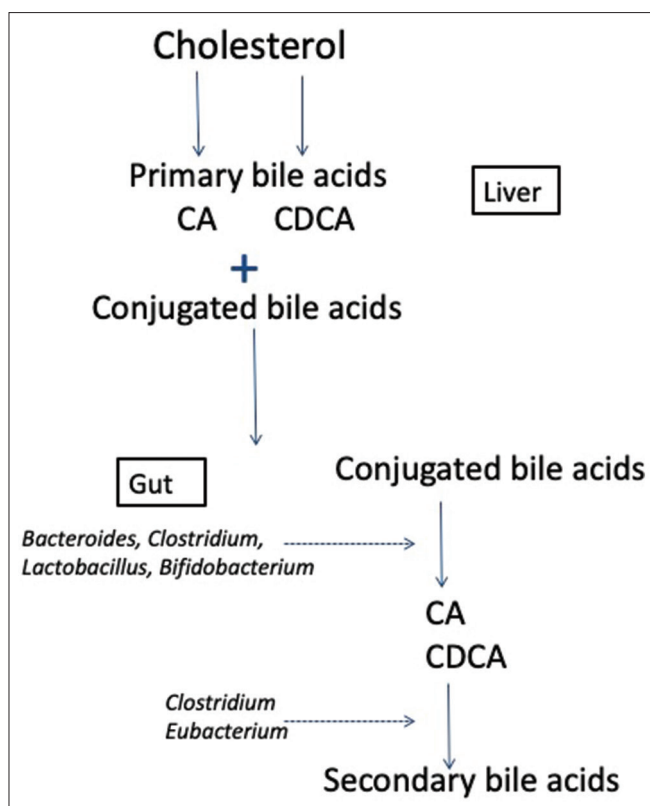 Cholesterol
Primary bile acids
CA CDCA
Liver
+
Conjugated bile acids
Gut
Conjugated bile acids
Bacteroides, Clostridium,
Lactobacillus, Bifidobacterium
CA
CDCA
Clostridium
Eubacterium
Secondary bile acids